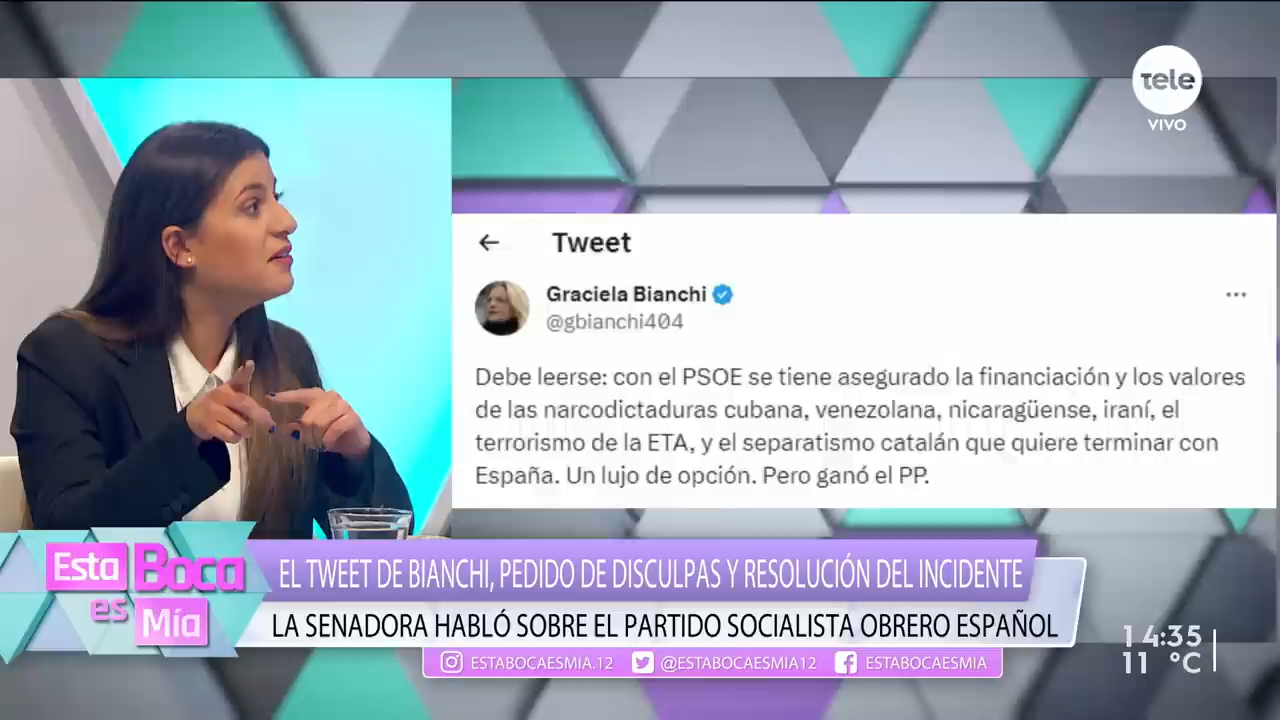 tele
VIVO
Tweet
Graciela Bianchi
@gbianchi404
Debe leerse: con el PSOE se tiene asegurado la financiación y los valores
de las narcodictaduras cubana, venezolana, nicaragüense, iraní, el
terrorismo de la ETA, y el separatismo catalán que quiere terminar con
España. Un lujo de opción. Pero ganó el PP.
Esta Boca
es Mía
EL TWEET DE BIANCHI, PEDIDO DE DISCULPAS Y RESOLUCIÓN DEL INCIDENTE
LA SENADORA HABLÓ SOBRE EL PARTIDO SOCIALISTA OBRERO ESPAÑOL
ESTABOCAESMIA.12 @ESTABOCAESMIA12 ESTABOCAESMIA
14:35
11 °C